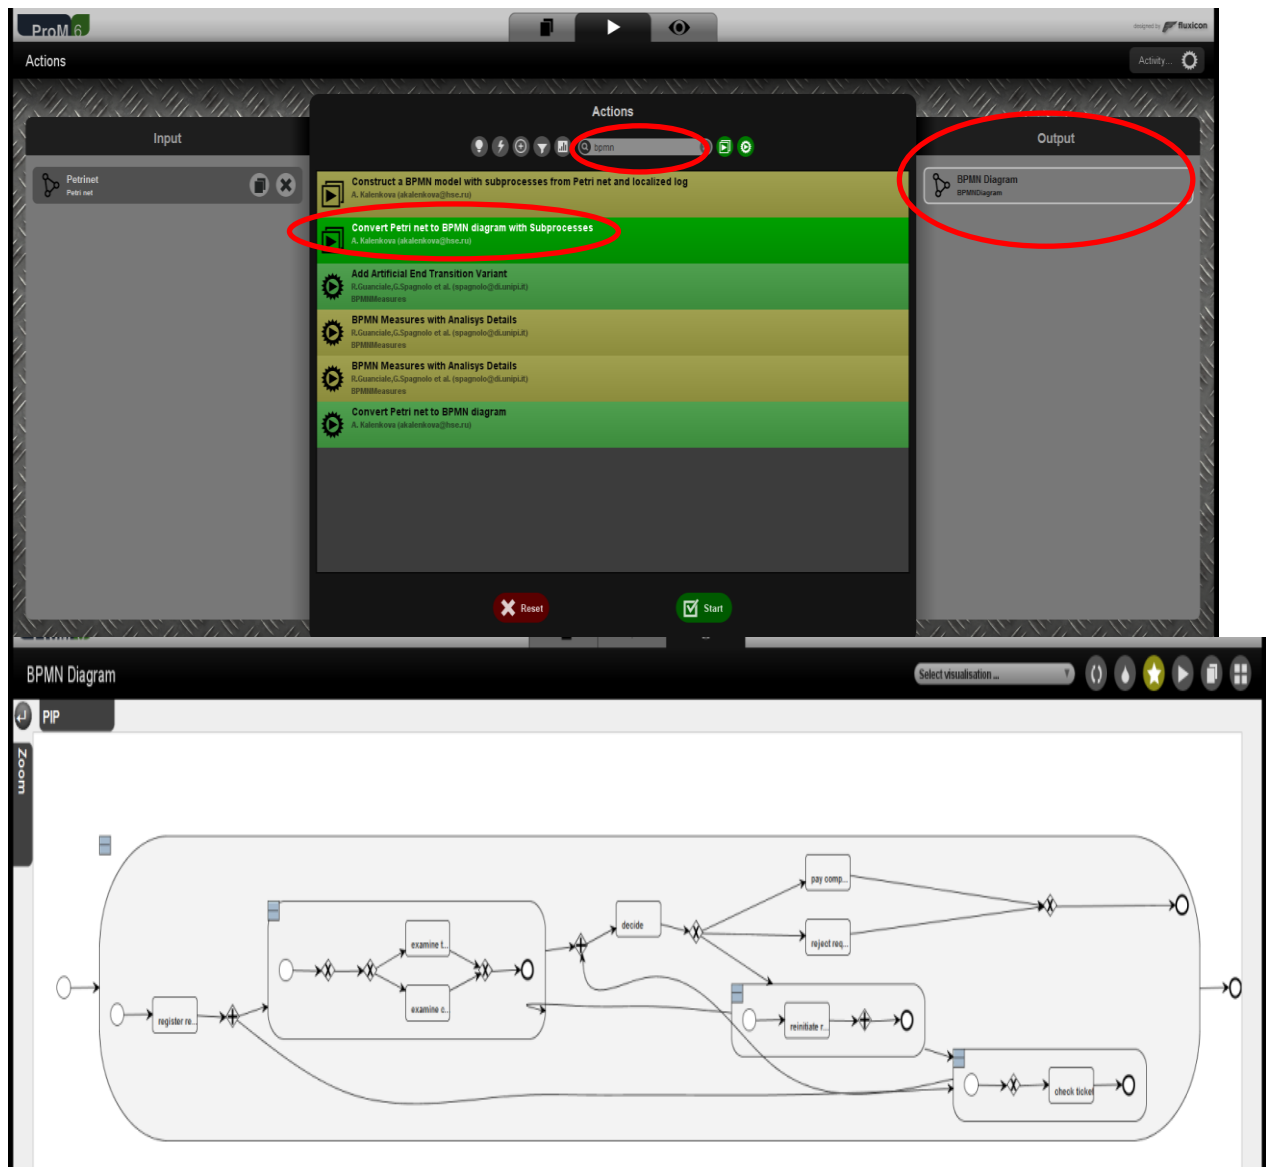 ProM 6
designed by fluxicon
Actions
Activity...
Actions
Input
Output
bpmn
Petrinet
Petri net
Construct a BPMN model with subprocesses from Petri net and localized log
A. Kalenkova (akalenkova@hse.ru)
BPMN Diagram
BPMNDiagram
Convert Petri net to BPMN diagram with Subprocesses
A. Kalenkova (akalenkova@hse.ru)
Add Artificial End Transition Variant
R.Guanciale,G.Spagnolo et al. (spagnolo@di.unipi.it)
BPMNMeasures
BPMN Measures with Analisys Details
R.Guanciale,G.Spagnolo et al. (spagnolo@di.unipi.it)
BPMNMeasures
BPMN Measures with Analisys Details
R.Guanciale,G.Spagnolo et al. (spagnolo@di.unipi.it)
BPMNMeasures
Convert Petri net to BPMN diagram
A. Kalenkova (akalenkova@hse.ru)
Reset
Start
BPMN Diagram
Select visualisation ...
PIP
Zoom
pay comp...
decide
examine t...
reject req...
examine c...
register re...
reinitiate r...
check ticket